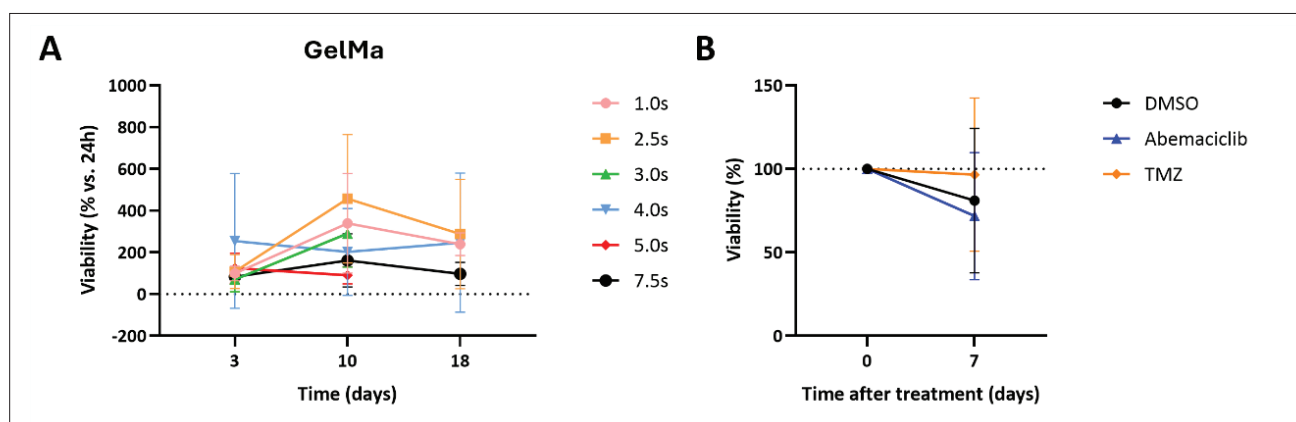 A
GelMa
Viability (% vs. 24h)
1000
800
600
400
200
0
-200
3
10
18
Time (days)
1.0s
2.5s
3.0s
4.0s
5.0s
7.5s
B
Viability (%)
150
100
50
0
0
7
Time after treatment (days)
DMSO
Abemaciclib
TMZ